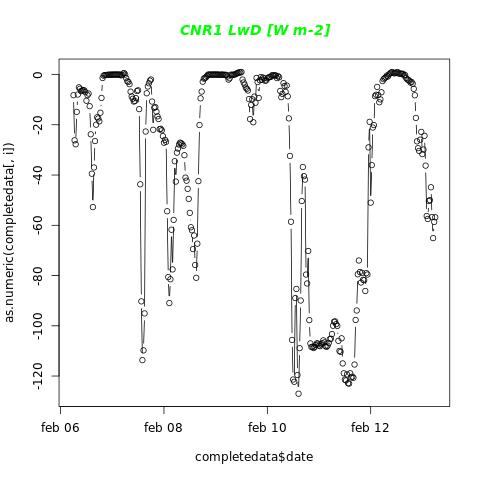 CNR1 LwD [W m-2]
as.numeric(completedata[, i])
0
-20
-40
-60
-80
-100
-120
feb 06
feb 08
feb 10
feb 12
completedata$date